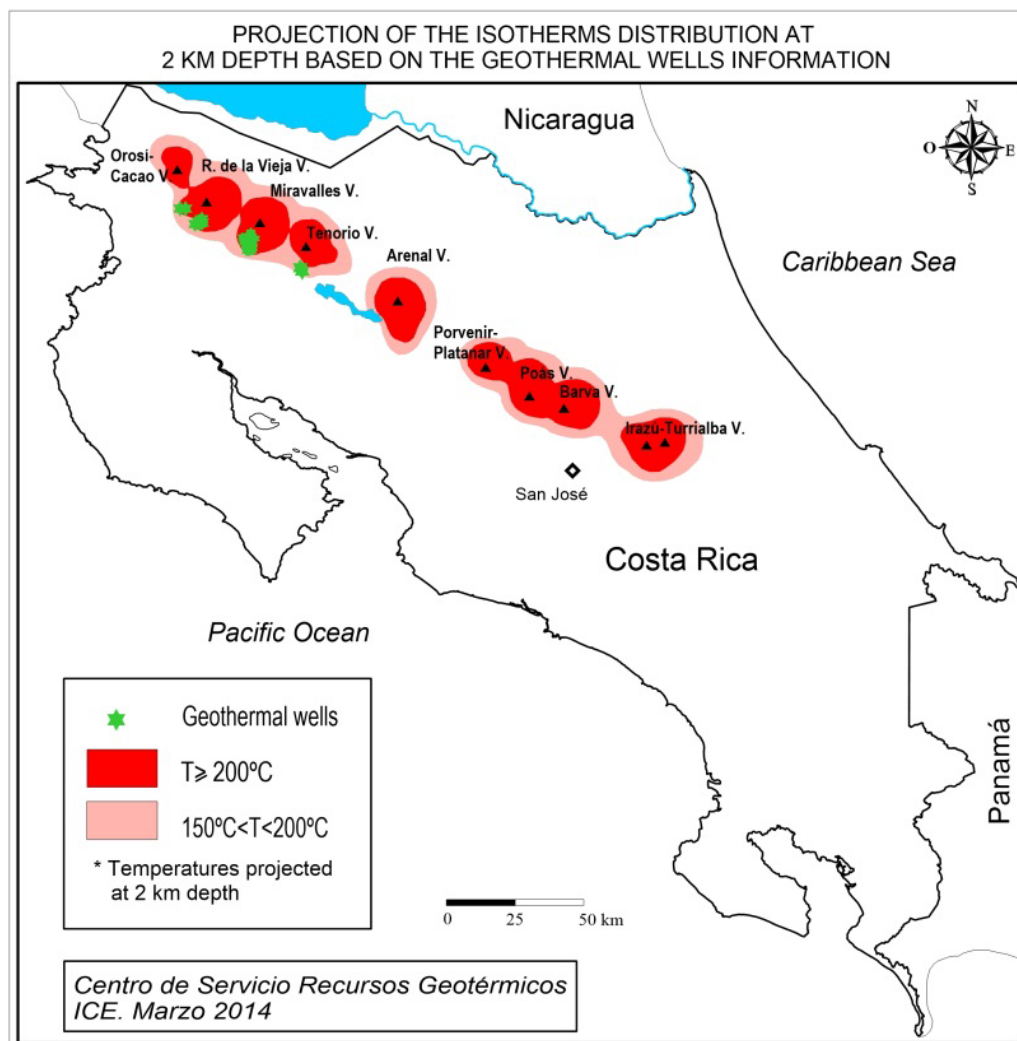 PROJECTION OF THE ISOTHERMS DISTRIBUTION AT
2 KM DEPTH BASED ON THE GEOTHERMAL WELLS INFORMATION
Nicaragua
N
O
E
S
Orosi-
Cacao V.
R. de la Vieja V.
Miravalles V.
Tenorio V.
Arenal V.
Caribbean Sea
Porvenir-
Platanar V.
Poás V.
Barva V.
Irazú-Turrialba V.
San José
Costa Rica
Pacific Ocean
Panamá
Geothermal wells
T⩾ 200ºC
150ºC<T<200ºC
* Temperatures projected
at 2 km depth
0 25 50 km
Centro de Servicio Recursos Geotérmicos
ICE. Marzo 2014